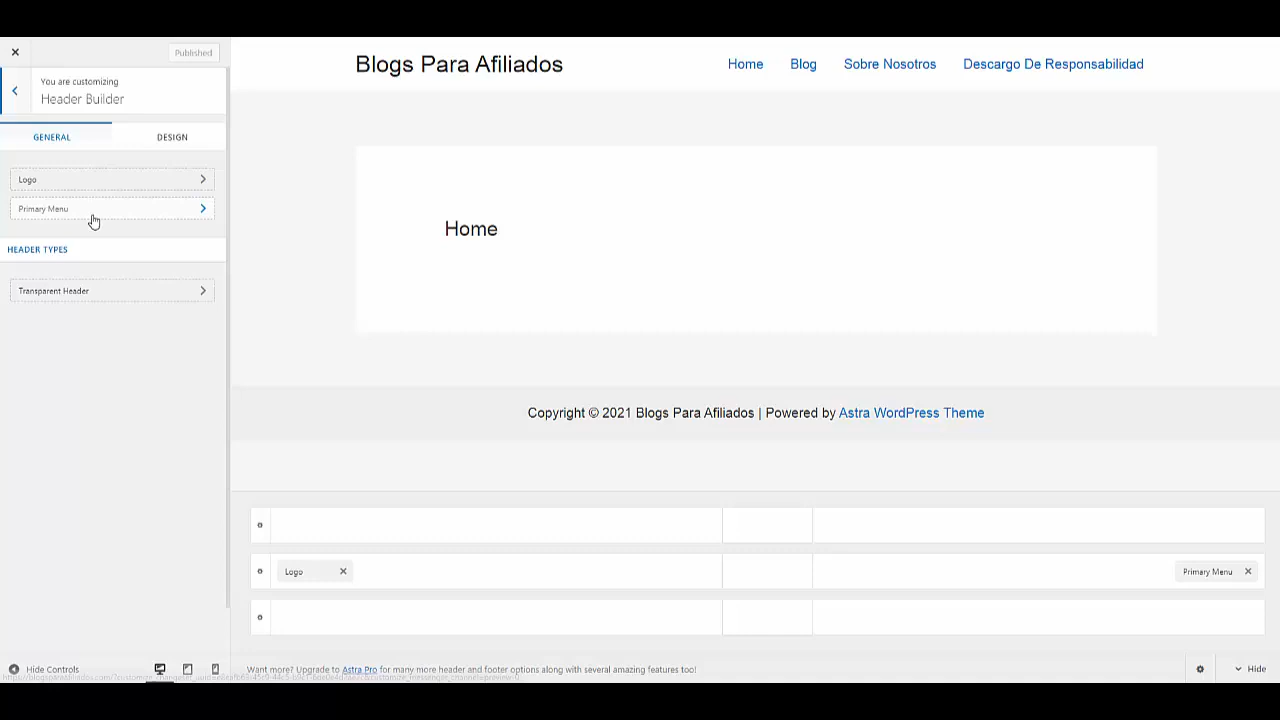 Published
You are customizing
Header Builder
GENERAL
DESIGN
Logo
Primary Menu
HEADER TYPES
Transparent Header
Hide Controls
Blogs Para Afiliados
Home Blog Sobre Nosotros Descargo De Responsabilidad
Home
Copyright © 2021 Blogs Para Afiliados | Powered by Astra WordPress Theme
Logo
Primary Menu
Want more? Upgrade to Astra Pro for many more header and footer options along with several amazing features too!
Hide